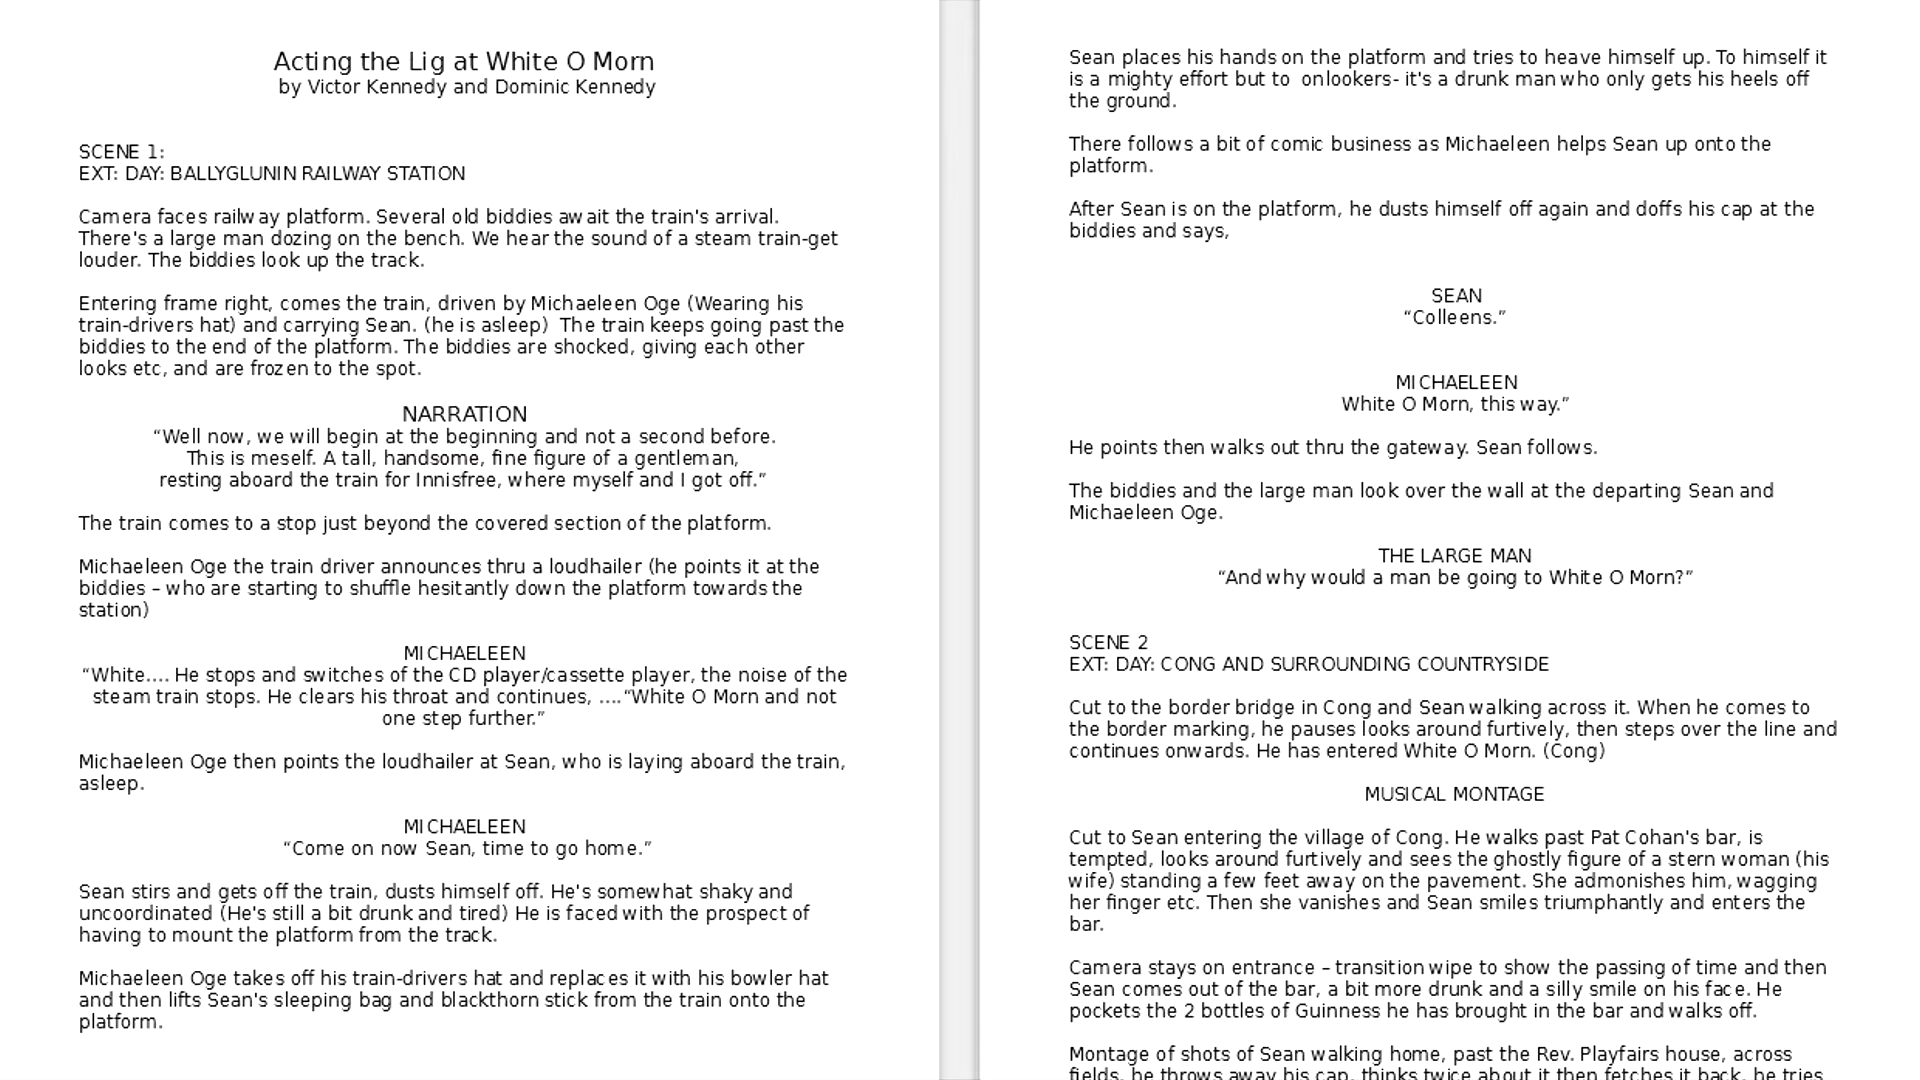 Acting the Lig at White O Morn
by Victor Kennedy and Dominic Kennedy
SCENE 1:
EXT: DAY: BALLYGLUNIN RAILWAY STATION
Camera faces railway platform. Several old biddies await the train's arrival.
There's a large man dozing on the bench. We hear the sound of a steam train-get
louder. The biddies look up the track.
Entering frame right, comes the train, driven by Michaeleen Oge (Wearing his
train-drivers hat) and carrying Sean. (he is asleep)  The train keeps going past the
biddies to the end of the platform. The biddies are shocked, giving each other
looks etc, and are frozen to the spot.
NARRATION
“Well now, we will begin at the beginning and not a second before.
This is meself. A tall, handsome, fine figure of a gentleman,
resting aboard the train for Innisfree, where myself and I got off.”
The train comes to a stop just beyond the covered section of the platform.
Michaeleen Oge the train driver announces thru a loudhailer (he points it at the
biddies – who are starting to shuffle hesitantly down the platform towards the
station)
MICHAELEEN
“White.... He stops and switches of the CD player/cassette player, the noise of the
steam train stops. He clears his throat and continues, ....“White O Morn and not
one step further.”
Michaeleen Oge then points the loudhailer at Sean, who is laying aboard the train,
asleep.
MICHAELEEN
“Come on now Sean, time to go home.”
Sean stirs and gets off the train, dusts himself off. He's somewhat shaky and
uncoordinated (He's still a bit drunk and tired) He is faced with the prospect of
having to mount the platform from the track.
Michaeleen Oge takes off his train-drivers hat and replaces it with his bowler hat
and then lifts Sean's sleeping bag and blackthorn stick from the train onto the
platform.
Sean places his hands on the platform and tries to heave himself up. To himself it
is a mighty effort but to  onlookers- it's a drunk man who only gets his heels off
the ground.
There follows a bit of comic business as Michaeleen helps Sean up onto the
platform.
After Sean is on the platform, he dusts himself off again and doffs his cap at the
biddies and says,
SEAN
“Colleens.”
MICHAELEEN
White O Morn, this way.”
He points then walks out thru the gateway. Sean follows.
The biddies and the large man look over the wall at the departing Sean and
Michaeleen Oge.
THE LARGE MAN
“And why would a man be going to White O Morn?”
SCENE 2
EXT: DAY: CONG AND SURROUNDING COUNTRYSIDE
Cut to the border bridge in Cong and Sean walking across it. When he comes to
the border marking, he pauses looks around furtively, then steps over the line and
continues onwards. He has entered White O Morn. (Cong)
MUSICAL MONTAGE
Cut to Sean entering the village of Cong. He walks past Pat Cohan's bar, is
tempted, looks around furtively and sees the ghostly figure of a stern woman (his
wife) standing a few feet away on the pavement. She admonishes him, wagging
her finger etc. Then she vanishes and Sean smiles triumphantly and enters the
bar.
Camera stays on entrance – transition wipe to show the passing of time and then
Sean comes out of the bar, a bit more drunk and a silly smile on his face. He
pockets the 2 bottles of Guinness he has brought in the bar and walks off.
Montage of shots of Sean walking home, past the Rev. Playfairs house, across
fields, he throws away his cap, thinks twice about it then fetches it back, he tries